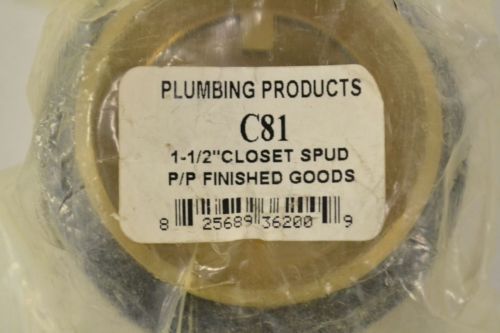 PLUMBING PRODUCTS
C81
1-1/2"CLOSET SPUD
P/P FINISHED GOODS
8 25689 36200 9